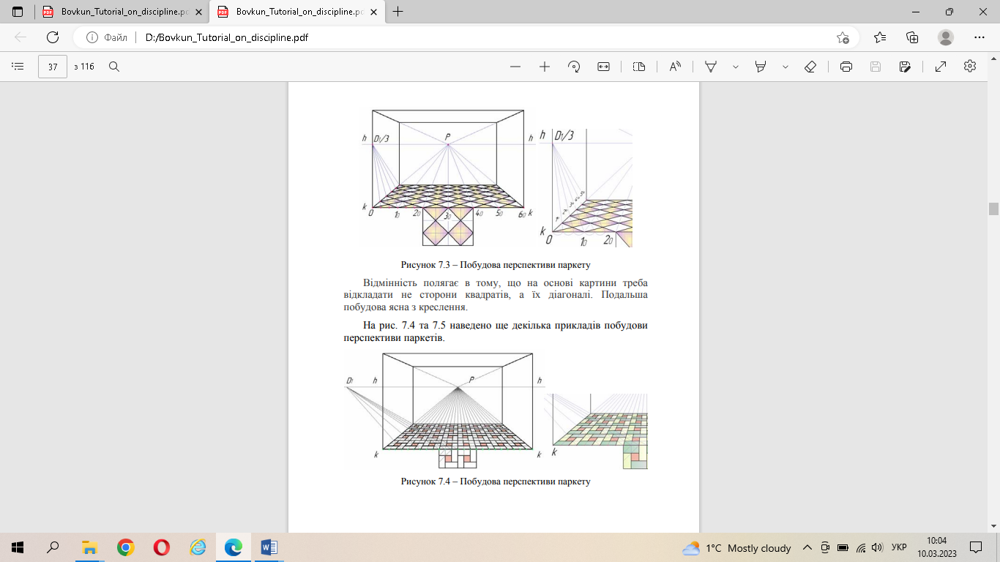 Bovkun_Tutorial_on_discipline.pd
Bovkun_Tutorial_on_discipline.pd
Файл
D:/Bovkun_Tutorial_on_discipline.pdf
37
з 116
h D₁/3 P h
k 0 10 20 30 40 50 60 k
h D₁/3
k 0 10 20
Рисунок 7.3 – Побудова перспективи паркету
Відмінність полягає в тому, що на основі картини треба
відкладати не сторони квадратів, а їх діагоналі. Подальша
побудова ясна з креслення.
На рис. 7.4 та 7.5 наведено ще декілька прикладів побудови
перспективи паркетів.
D₁ h P h
k k
k
Рисунок 7.4 – Побудова перспективи паркету
1°C Mostly cloudy
УКР
10:04
10.03.2023